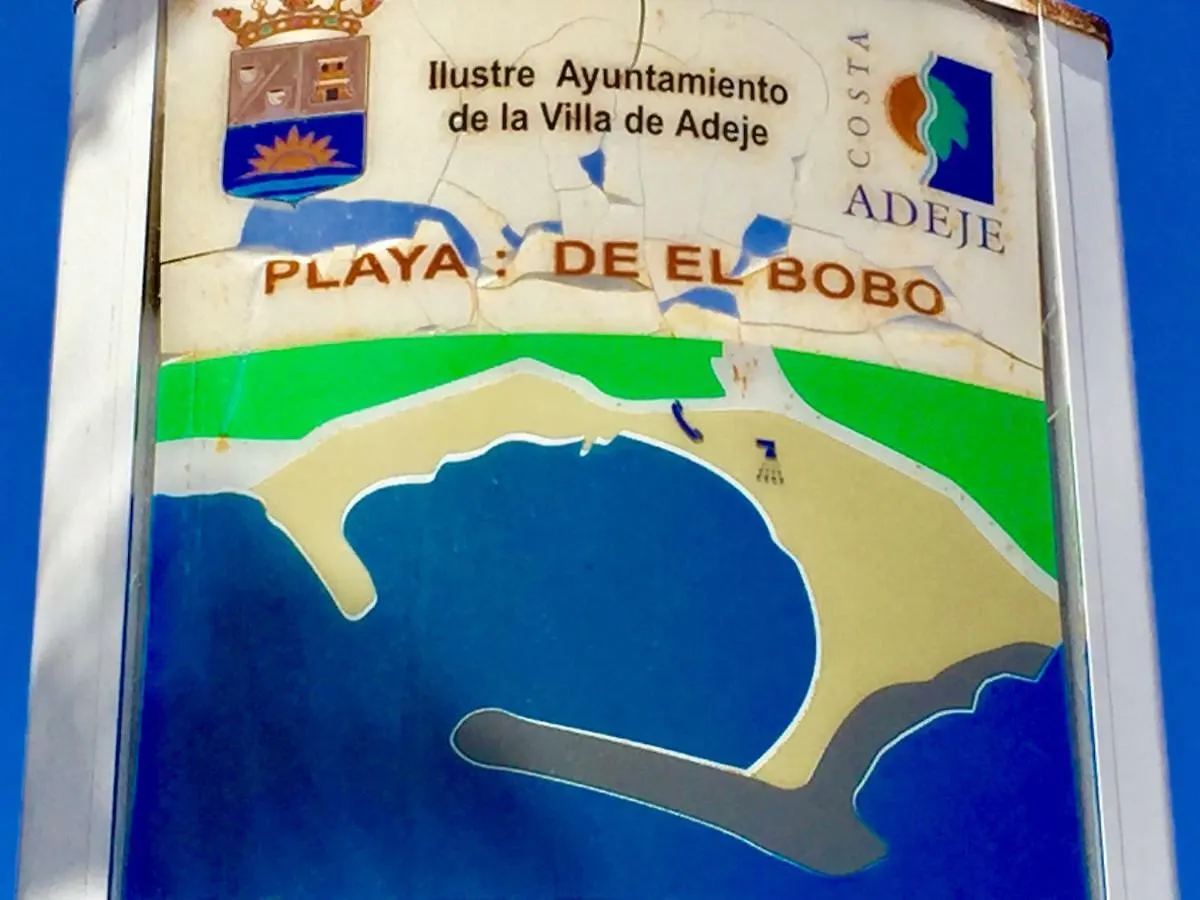 Ilustre Ayuntamiento
de la Villa de Adeje
COSTA
ADEJE
PLAYA : DE EL BOBO